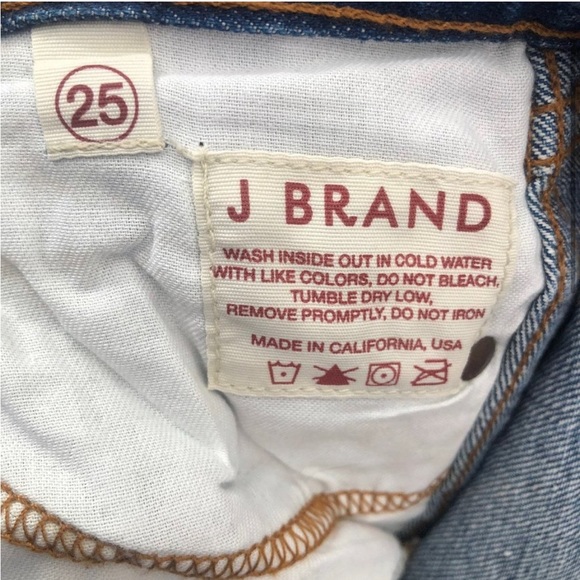 25
J BRAND
WASH INSIDE OUT IN COLD WATER
WITH LIKE COLORS, DO NOT BLEACH,
TUMBLE DRY LOW,
REMOVE PROMPTLY, DO NOT IRON
MADE IN CALIFORNIA, USA